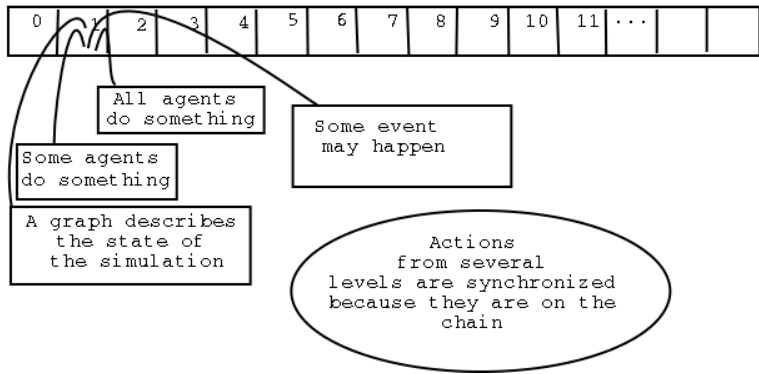 0 1 2 3 4 5 6 7 8 9 10 11 ...
All agents
do something
Some event
may happen
Some agents
do something
A graph describes
the state of
the simulation
Actions
from several
levels are synchronized
because they are on the
chain